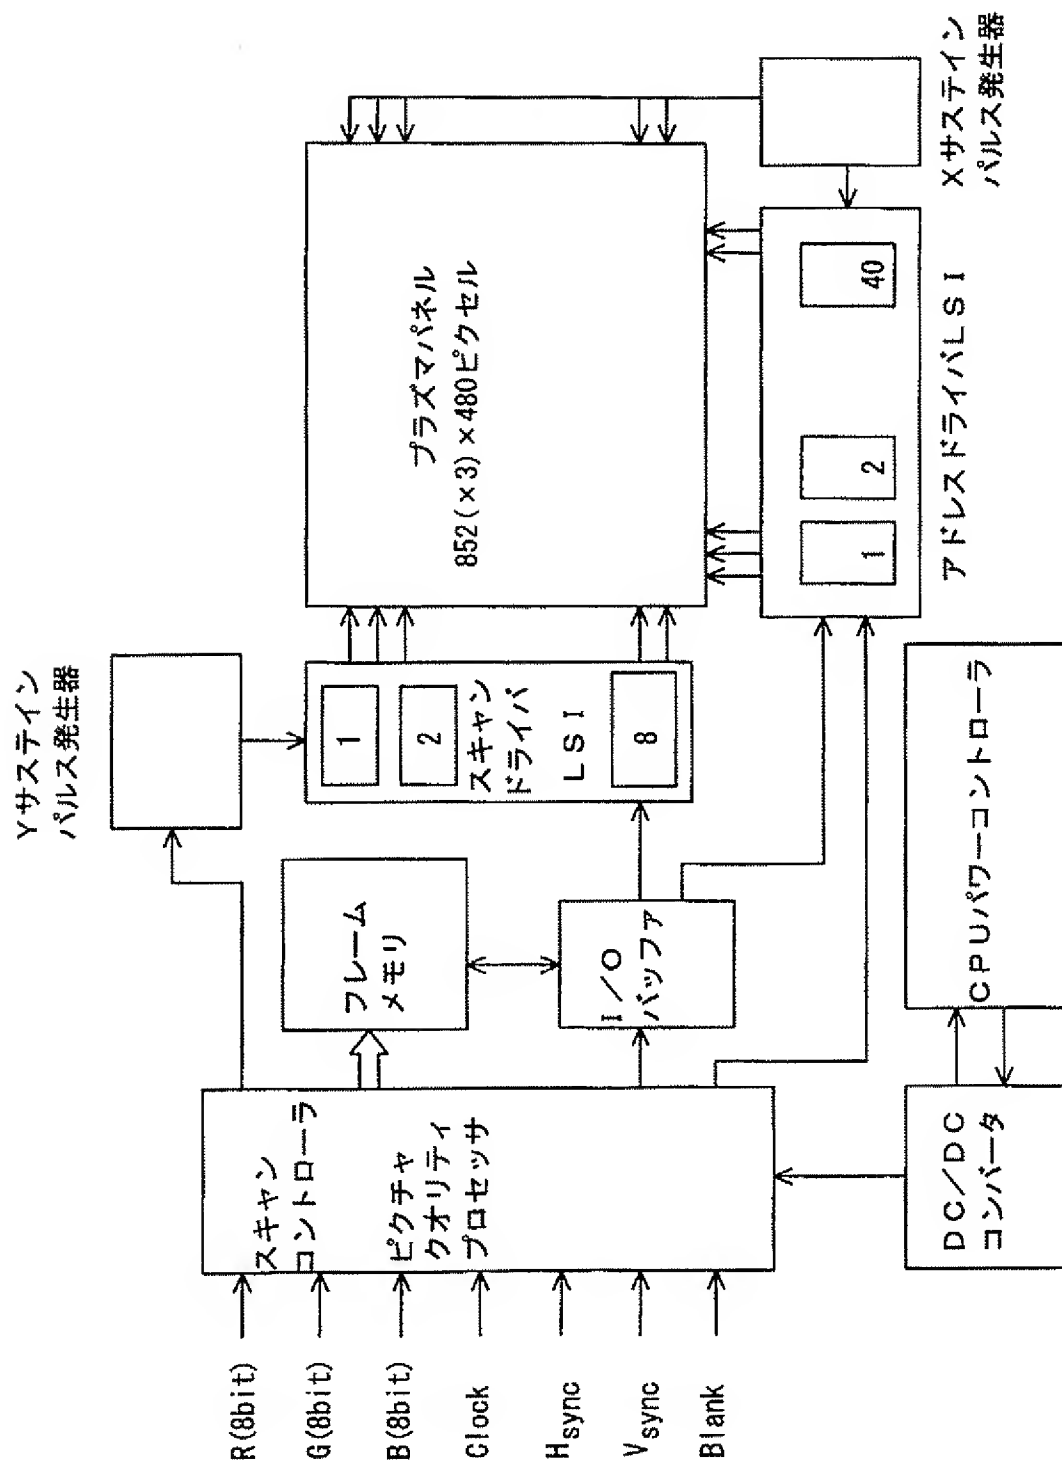 R(8bit)
G(8bit)
B(8bit)
Clock
Hsync
Vsync
Blank
スキャン
コントローラ
ピクチャ
クオリティ
プロセッサ
フレーム
メモリ
I/O
バッファ
DC/DC
コンバータ
CPUパワーコントローラ
Yサステイン
パルス発生器
1
2
スキャン
ドライバ
LSI
8
プラズマパネル
852(×3)×480ピクセル
1
2
40
アドレスドライバLSI
Xサステイン
パルス発生器